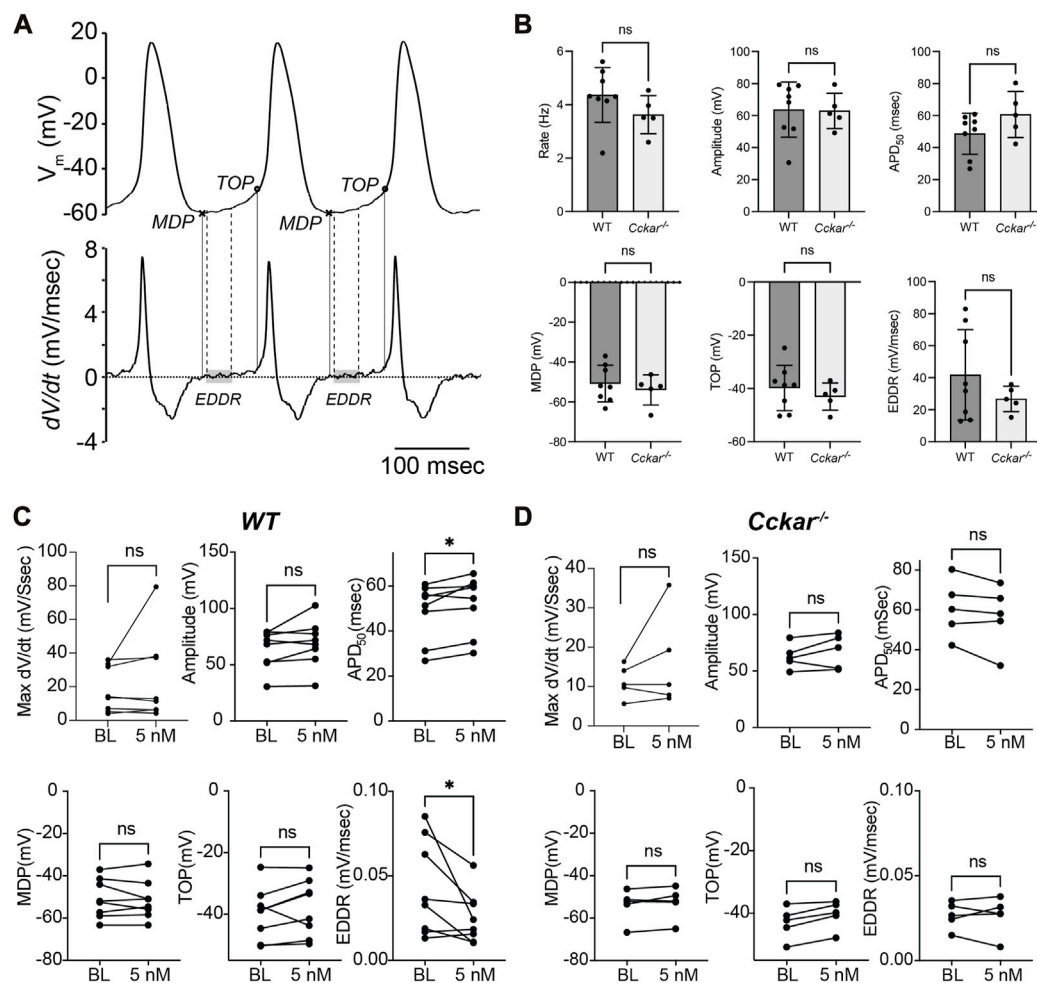 A
20
0
-20
-40
-60
V_m (mV)
TOP
TOP
MDP
MDP
8
4
0
-4
dV/dt (mV/msec)
EDDR
EDDR
100 msec
B
ns
6
4
2
0
Rate (Hz)
WT
Cckar-/-
ns
100
80
60
40
20
0
Amplitude (mV)
WT
Cckar-/-
ns
100
80
60
40
20
0
APD50 (msec)
WT
Cckar-/-
ns
0
-20
-40
-60
-80
MDP (mV)
WT
Cckar-/-
ns
0
-20
-40
-60
TOP (mV)
WT
Cckar-/-
ns
100
80
60
40
20
0
EDDR (mV/msec)
WT
Cckar-/-
C
WT
ns
100
80
60
40
20
0
Max dV/dt (mV/Ssec)
BL
5 nM
ns
150
100
50
0
Amplitude (mV)
BL
5 nM
*
60
40
20
0
APD50 (msec)
BL
5 nM
ns
0
-20
-40
-60
-80
MDP(mV)
BL
5 nM
ns
0
-20
-40
TOP(mV)
BL
5 nM
*
0.10
0.05
0.00
EDDR (mV/msec)
BL
5 nM
D
Cckar-/-
ns
40
30
20
10
0
Max dV/dt (mV/Ssec)
BL
5 nM
ns
150
100
50
0
Amplitude (mV)
BL
5 nM
ns
80
60
40
20
0
APD50 (mSec)
BL
5 nM
ns
0
-20
-40
-60
-80
MDP(mV)
BL
5 nM
ns
0
-20
-40
TOP(mV)
BL
5 nM
ns
0.10
0.05
0.00
EDDR (mV/msec)
BL
5 nM